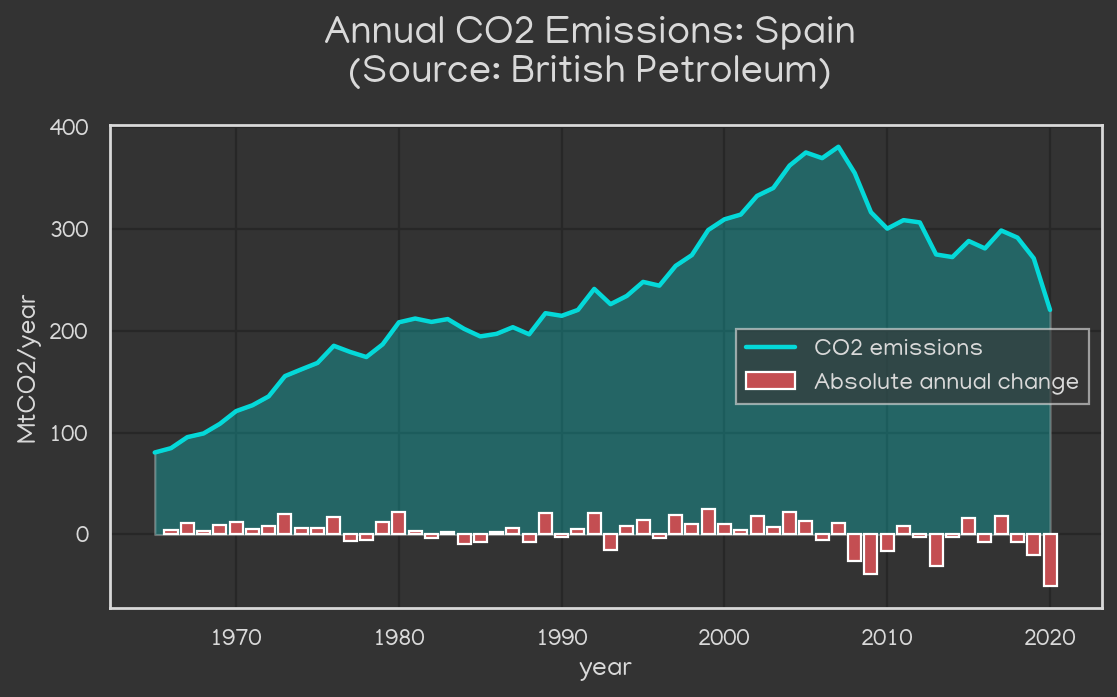 Annual CO2 Emissions: Spain
(Source: British Petroleum)
400
300
200
100
0
MtCO2/year
CO2 emissions
Absolute annual change
1970
1980
1990
2000
2010
2020
year